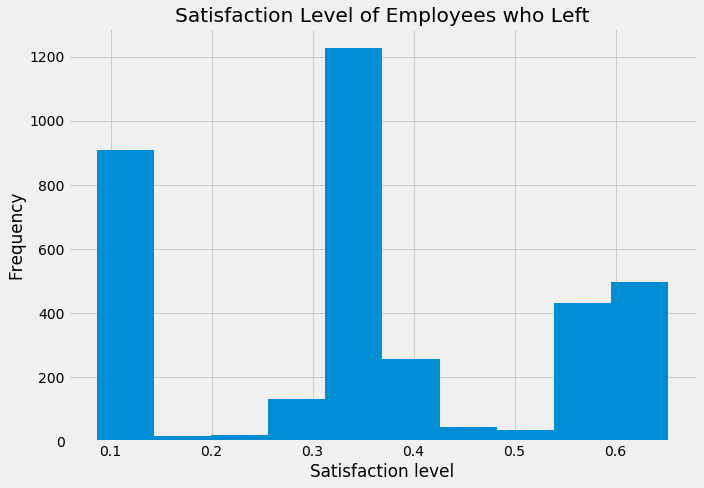 Satisfaction Level of Employees who Left
1200
1000
800
600
400
200
0
Frequency
0.1 0.2 0.3 0.4 0.5 0.6
Satisfaction level